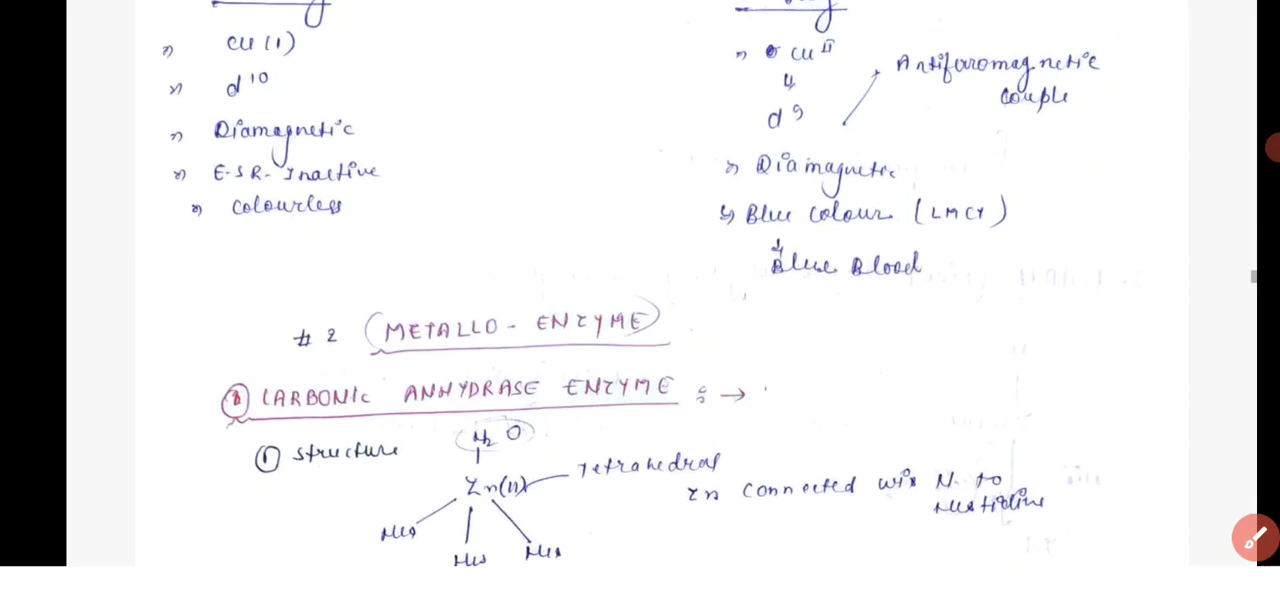 Cu (1)
d10
Diamagnetic
E.S.R. Inactive
Colourless
Cu II
d9
Antiferromagnetic
couple
Diamagnetic
Blue Colour (LMCT)
Blue Blood
# 2 METALLO - ENZYME
CARBONIC ANHYDRASE ENZYME : →
① Structure
H2O
Zn(II)
Tetrahedral
Zn connected with N. to
Histidine
His
His
His